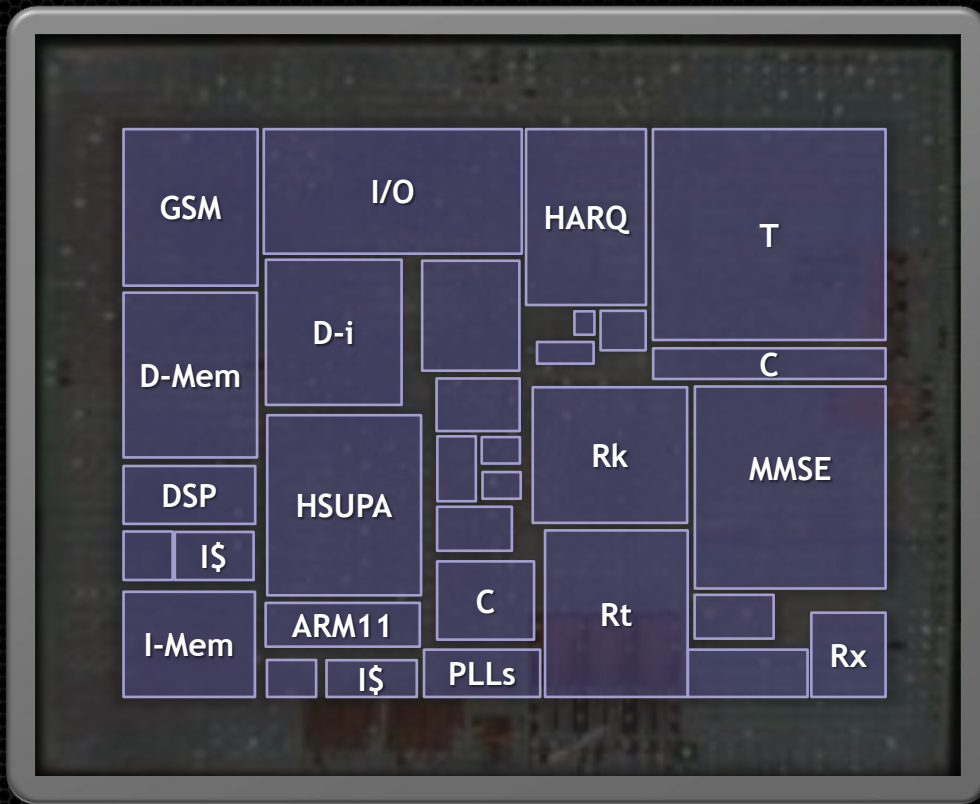 GSM
I/O
HARQ
T
D-i
D-Mem
C
Rk
MMSE
DSP
HSUPA
I$
C
Rt
ARM11
I-Mem
Rx
I$
PLLs